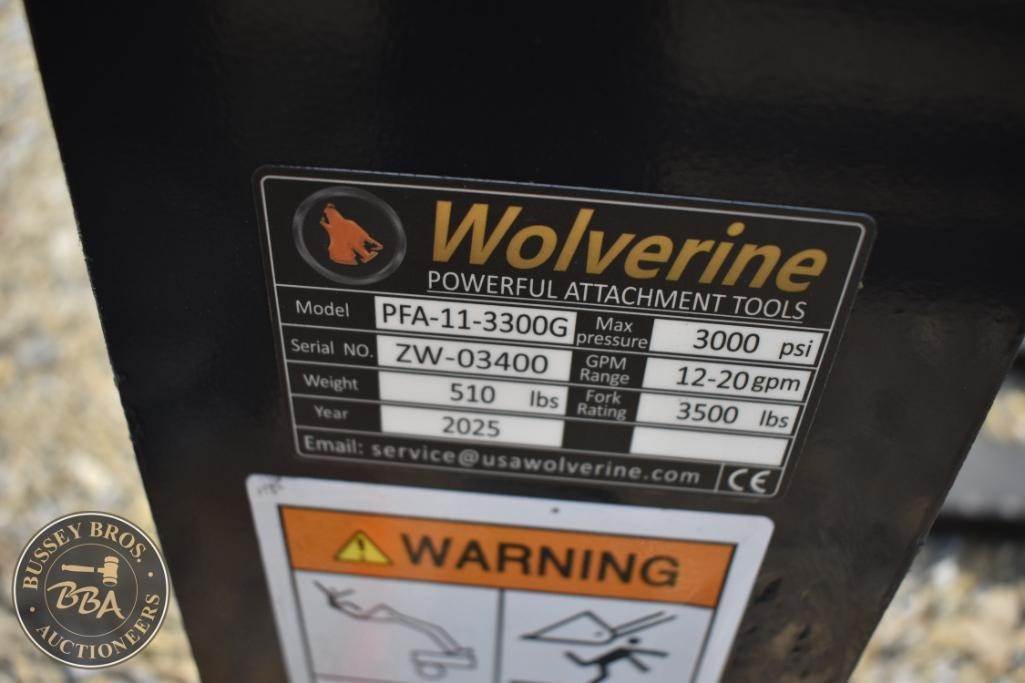 Wolverine
POWERFUL ATTACHMENT TOOLS
Model PFA-11-3300G Max pressure 3000 psi
Serial NO. ZW-03400 GPM Range 12-20 gpm
Weight 510 lbs Fork Rating 3500 lbs
Year 2025
Email: service@usawolverine.com CE
WARNING
BUSSEY BROS.
BBA
AUCTIONEERS